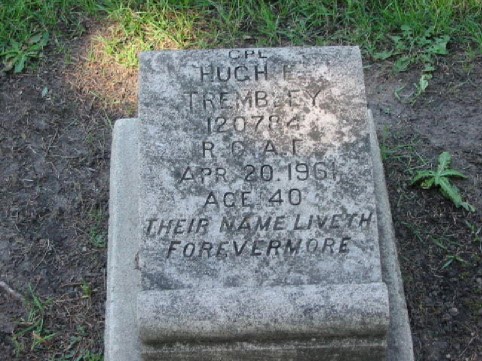 CPL
HUGH
TREMBLEY
120784
R C A F
APR 20. 1961
AGE 40
THEIR NAME LIVETH
FOREVERMORE